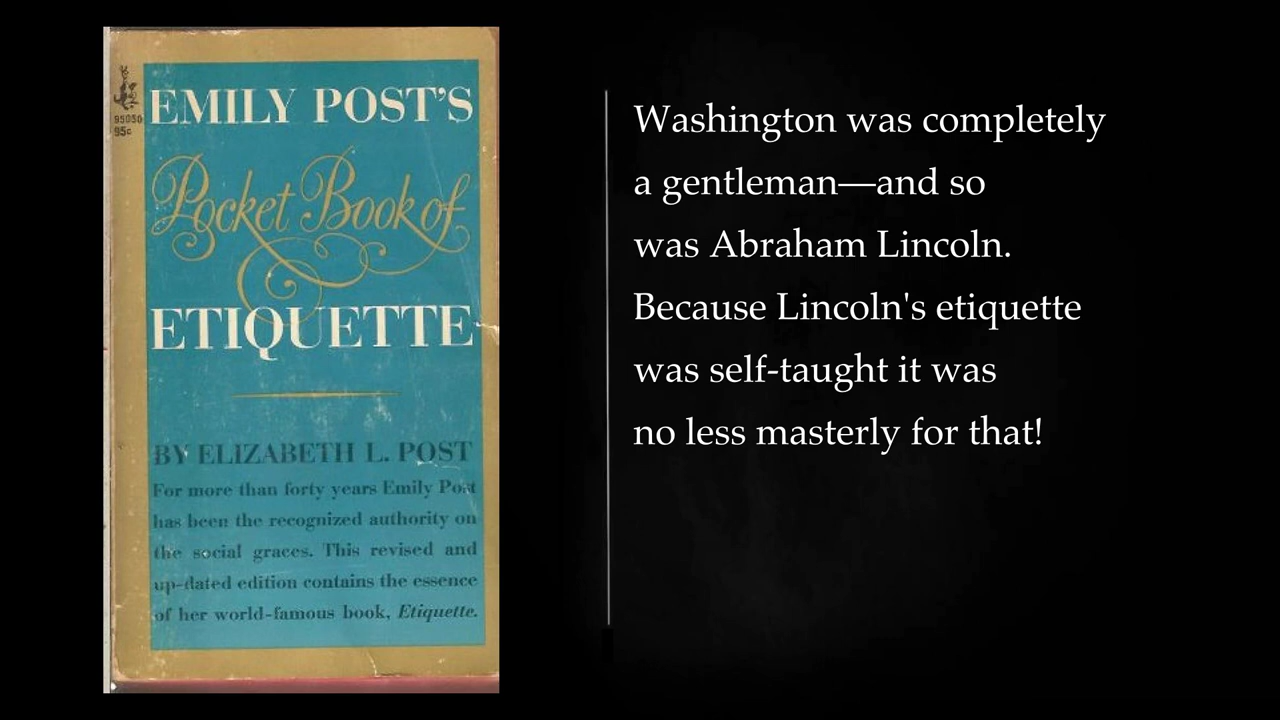 95050
95c
EMILY POST'S
Pocket Book of
ETIQUETTE
BY ELIZABETH L. POST
For more than forty years Emily Post
has been the recognized authority on
the social graces. This revised and
up-dated edition contains the essence
of her world-famous book, Etiquette.
Washington was completely
a gentleman—and so
was Abraham Lincoln.
Because Lincoln's etiquette
was self-taught it was
no less masterly for that!